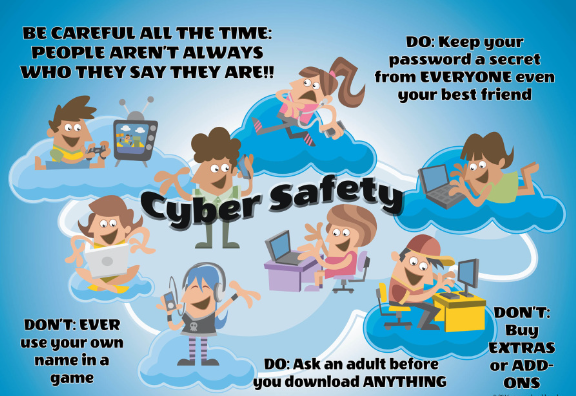 BE CAREFUL ALL THE TIME:
PEOPLE AREN'T ALWAYS
WHO THEY SAY THEY ARE!!
DO: Keep your
password a secret
from EVERYONE even
your best friend
Cyber Safety
DON'T: EVER
use your own
name in a
game
DO: Ask an adult before
you download ANYTHING
DON'T:
Buy
EXTRAS
or ADD-
ONS